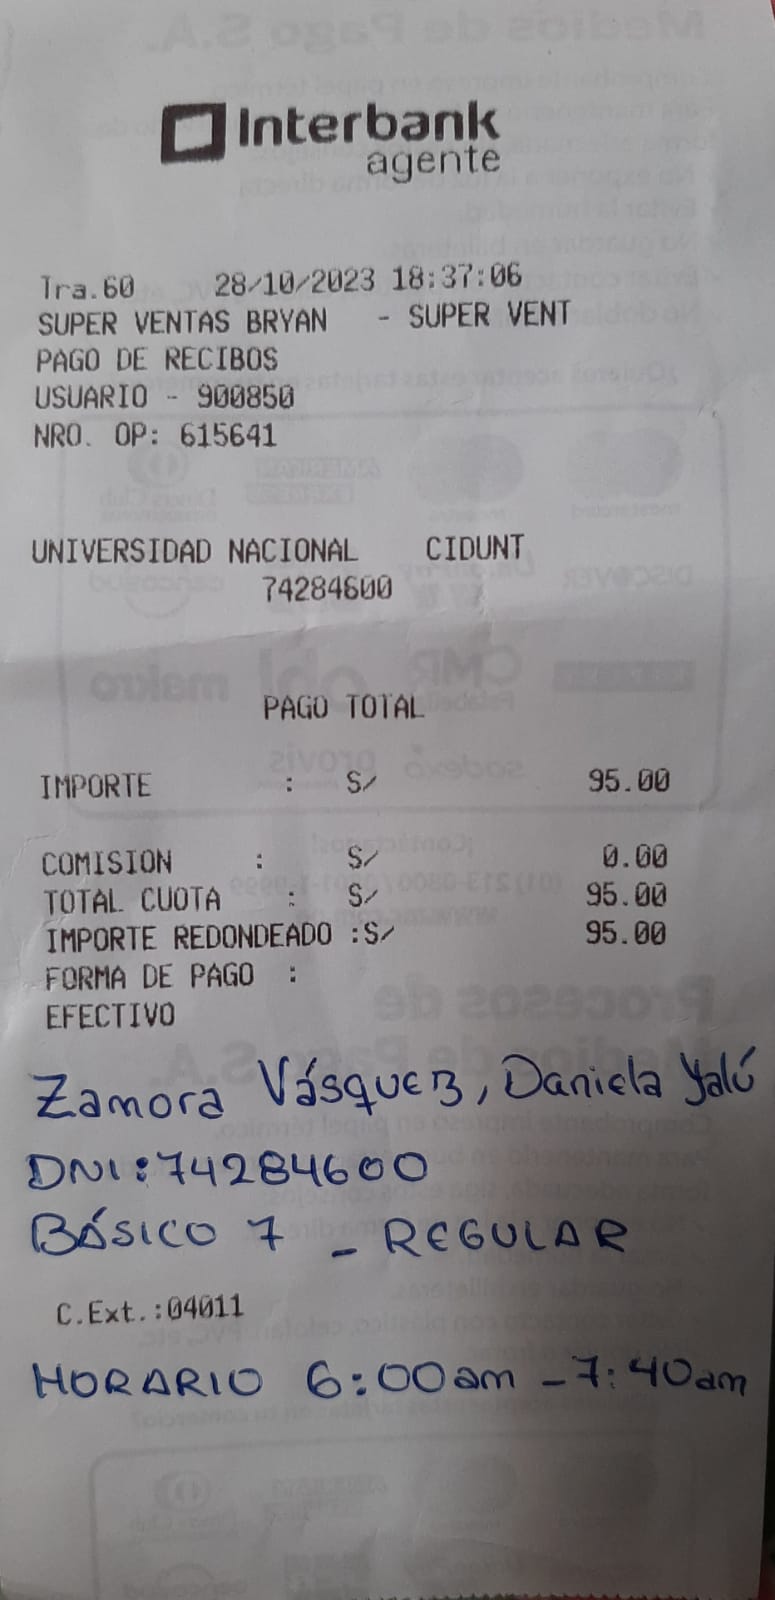 Interbank
agente
Tra.60 28/10/2023 18:37:06
SUPER VENTAS BRYAN - SUPER VENT
PAGO DE RECIBOS
USUARIO - 900850
NRO. OP: 615641
UNIVERSIDAD NACIONAL CIDUNT
74284600
PAGO TOTAL
IMPORTE : S/ 95.00
COMISION : S/ 0.00
TOTAL CUOTA : S/ 95.00
IMPORTE REDONDEADO :S/ 95.00
FORMA DE PAGO :
EFECTIVO
Zamora Vásquez, Daniela Yalú
DNI:74284600
BÁSICO 7 - REGULAR
C.Ext.:04011
HORARIO 6:00am - 7:40am